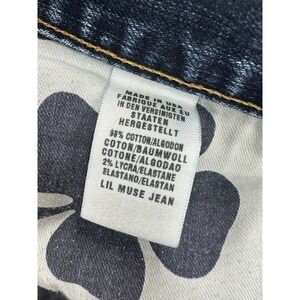 MADE IN USA
FABRIQUE AUX EU
IN DEN VEREINIGTEN
STAATEN
HERGESTELLT
98% COTTON/ALGODON
COTON/BAUMWOLL
COTONE/ALGODAO
2% LYCRA/ELASTANE
ELASTANO/ELASTAN
LIL MUSE JEAN